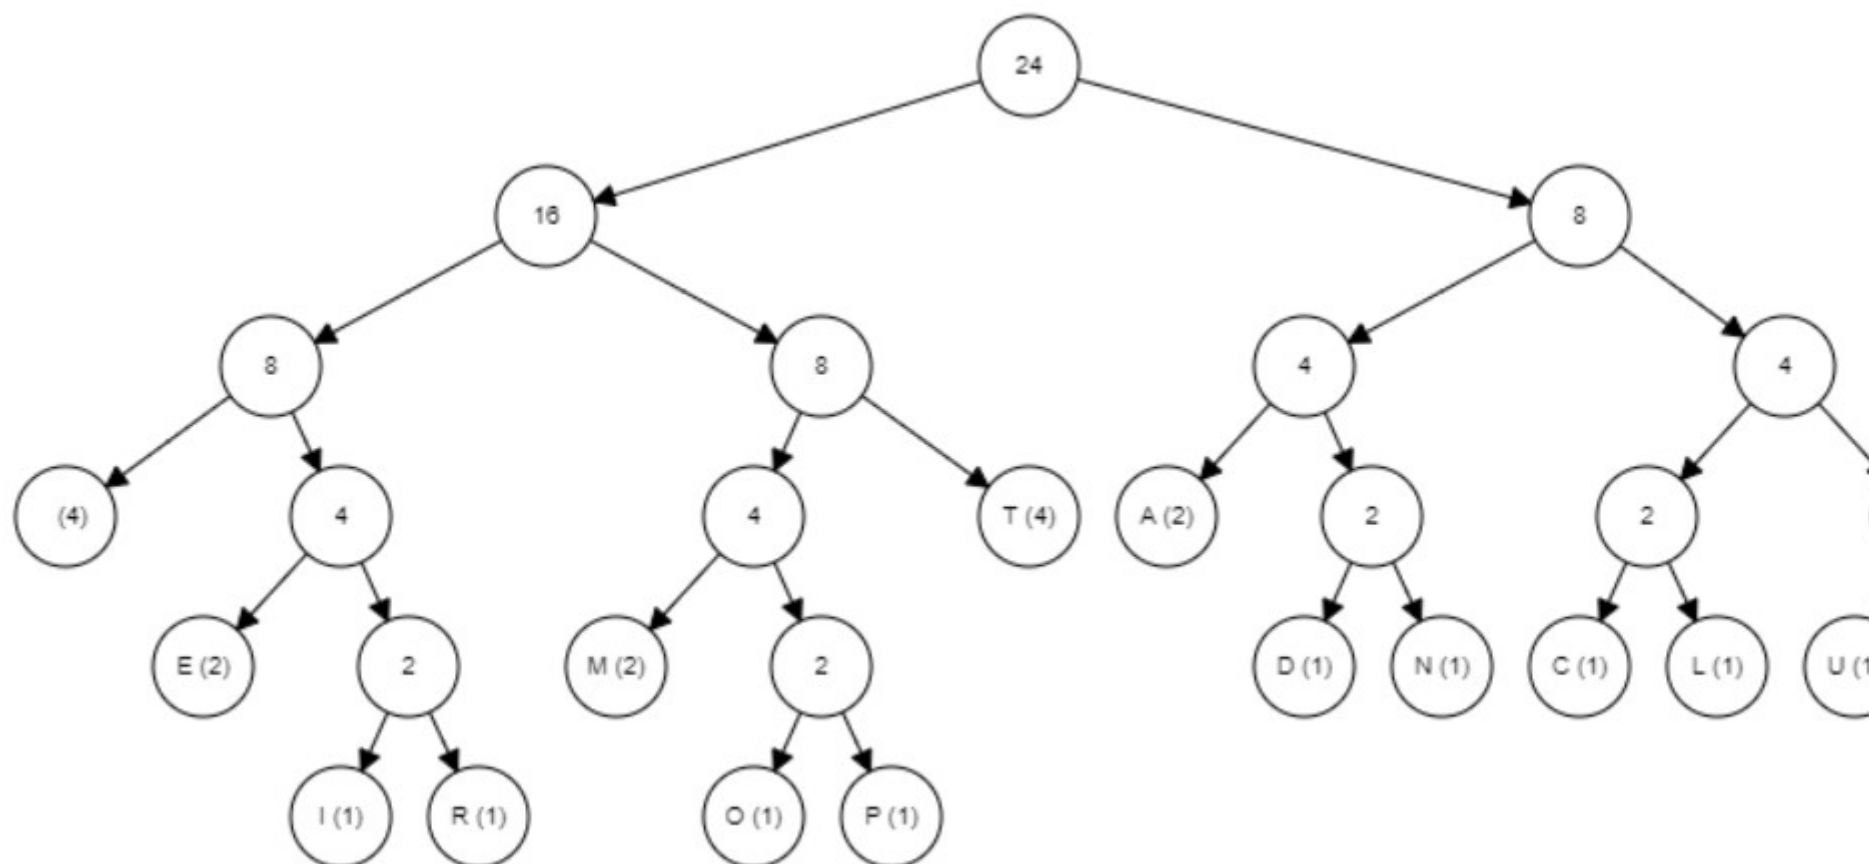 24
16 8
8 8 4 4
(4) 4 4 T (4) A (2) 2 2
E (2) 2 M (2) 2 D (1) N (1) C (1) L (1) U (1
I (1) R (1) O (1) P (1)